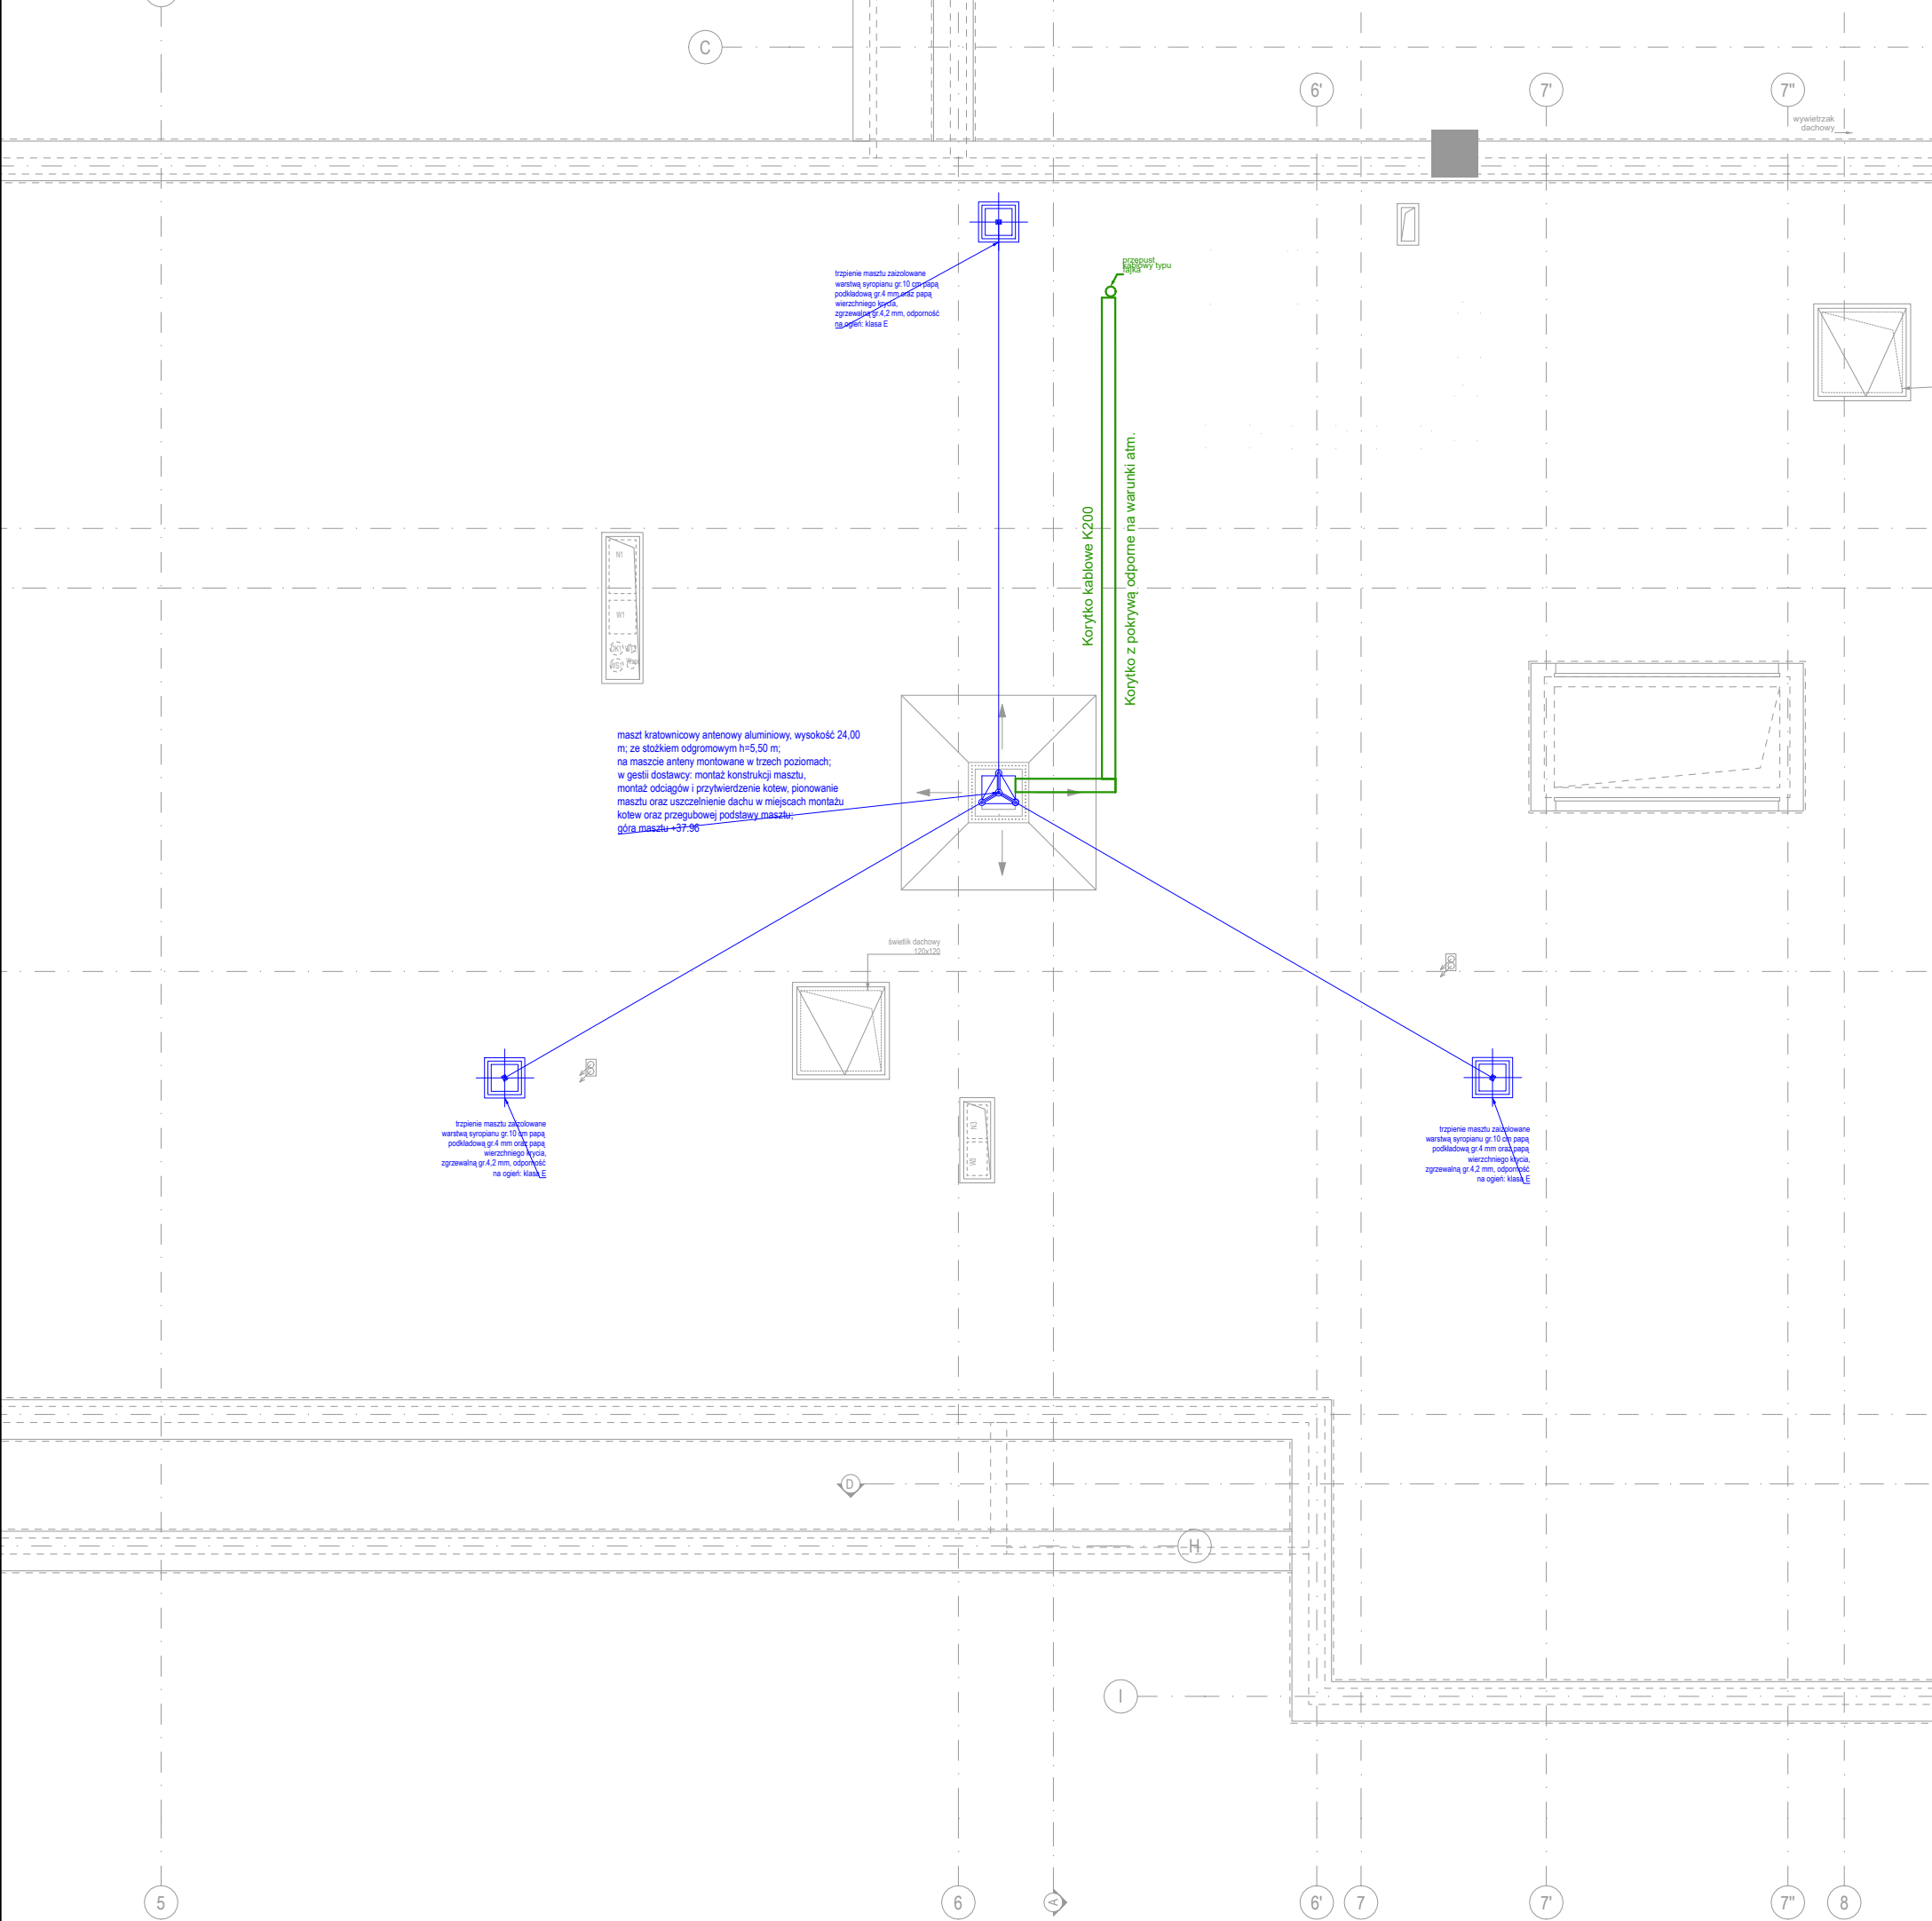 C
6'
7'
7"
wywietrzak
dachowy
trzpienie masztu zaizolowane
warstwą syropianu gr.10 cm papą
podkładową gr.4 mm oraz papą
wierzchniego krycia,
zgrzewalną gr.4,2 mm, odporność
na ogień: klasa E
przepust
kablowy typu
fajka
Korytko kablowe K200
Korytko z pokrywą odporne na warunki atm.
N1
W1
maszt kratownicowy antenowy aluminiowy, wysokość 24,00
m; ze stożkiem odgromowym h=5,50 m;
na maszcie anteny montowane w trzech poziomach;
w gestii dostawcy: montaż konstrukcji masztu,
montaż odciągów i przytwierdzenie kotew, pionowanie
masztu oraz uszczelnienie dachu w miejscach montażu
kotew oraz przegubowej podstawy masztu;
góra masztu +37.96
świetlik dachowy
120x120
trzpienie masztu zaizolowane
warstwą syropianu gr.10 cm papą
podkładową gr.4 mm oraz papą
wierzchniego krycia,
zgrzewalną gr.4,2 mm, odporność
na ogień: klasa E
trzpienie masztu zaizolowane
warstwą syropianu gr.10 cm papą
podkładową gr.4 mm oraz papą
wierzchniego krycia,
zgrzewalną gr.4,2 mm, odporność
na ogień: klasa E
D
H
I
5
6
A
6'
7
7'
7"
8